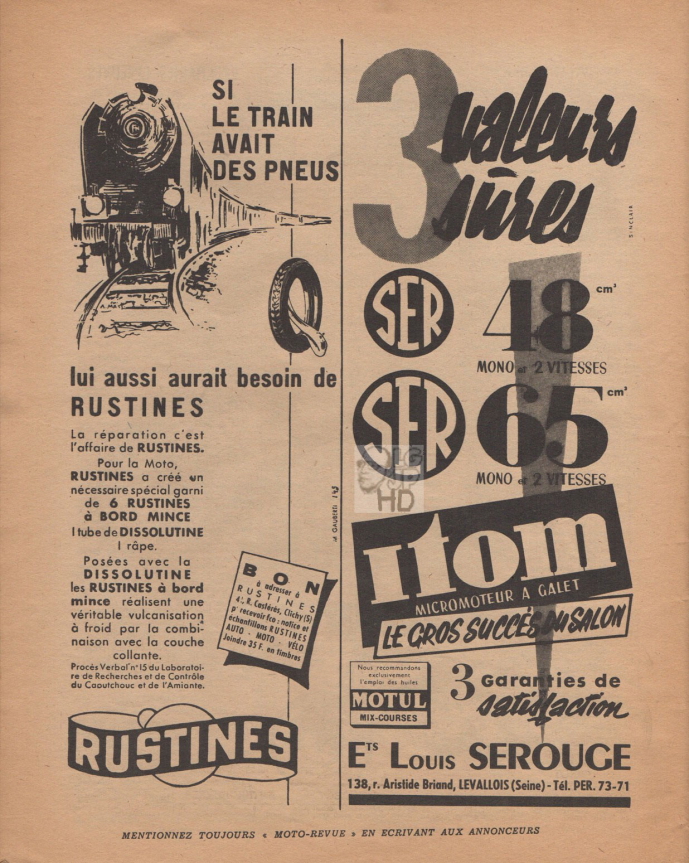 SI
LE TRAIN
AVAIT
DES PNEUS
lui aussi aurait besoin de
RUSTINES
La réparation c'est
l'affaire de RUSTINES.
Pour la Moto,
RUSTINES a créé un
nécessaire spécial garni
de 6 RUSTINES
à BORD MINCE
1 tube de DISSOLUTINE
1 râpe.
Posées avec la
DISSOLUTINE
les RUSTINES à bord
mince réalisent une
véritable vulcanisation
à froid par la combi-
naison avec la couche
collante.
Procès Verbal n° 15 du Laboratoi-
re de Recherches et de Contrôle
du Caoutchouc et de l'Amiante.
BON
à adresser à
RUSTINES
4, R. Castérès, Clichy (S)
pr recevoir fco : notice et
échantillons RUSTINES
AUTO - MOTO - VÉLO
Joindre 35 F. en timbres
RUSTINES
3 valeurs
sûres
SINCLAIR
SER 48 cm³
MONO et 2 VITESSES
SER 65 cm³
MONO et 2 VITESSES
HD
Itom
MICROMOTEUR A GALET
LE GROS SUCCÈS DU SALON
Nous recommandons
exclusivement
l'emploi des huiles
MOTUL
MIX-COURSES
3 Garanties de
satisfaction
ETS LOUIS SEROUGE
138, r. Aristide Briand, LEVALLOIS (Seine) - Tél. PER. 73-71
MENTIONNEZ TOUJOURS « MOTO-REVUE » EN ECRIVANT AUX ANNONCEURS